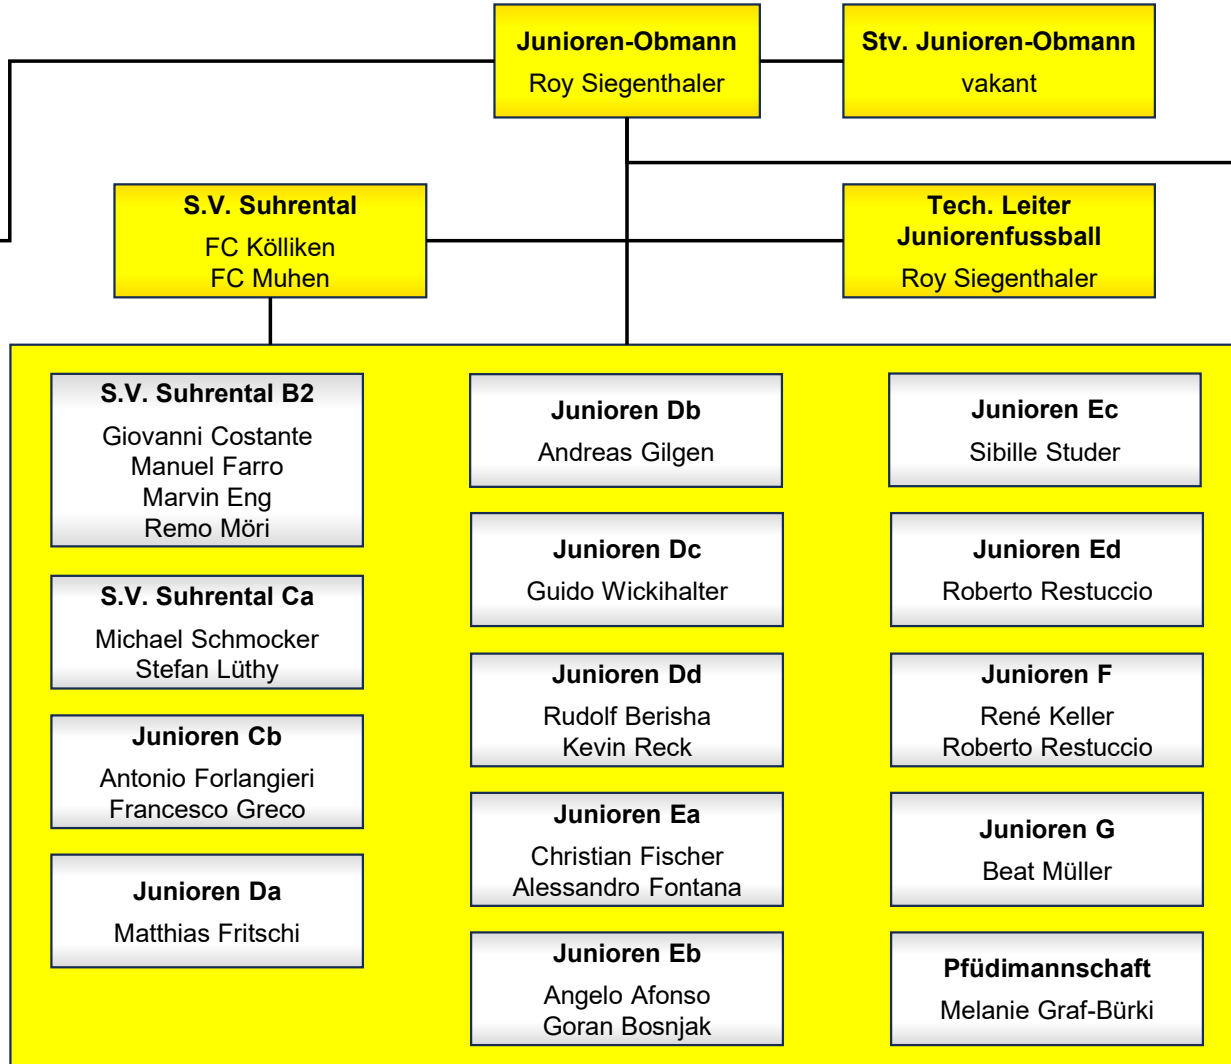 Junioren-Obmann
Roy Siegenthaler
Stv. Junioren-Obmann
vakant
S.V. Suhrental
FC Kölliken
FC Muhen
Tech. Leiter
Juniorenfussball
Roy Siegenthaler
S.V. Suhrental B2
Giovanni Costante
Manuel Farro
Marvin Eng
Remo Möri
S.V. Suhrental Ca
Michael Schmocker
Stefan Lüthy
Junioren Cb
Antonio Forlangieri
Francesco Greco
Junioren Da
Matthias Fritschi
Junioren Db
Andreas Gilgen
Junioren Dc
Guido Wickihalter
Junioren Dd
Rudolf Berisha
Kevin Reck
Junioren Ea
Christian Fischer
Alessandro Fontana
Junioren Eb
Angelo Afonso
Goran Bosnjak
Junioren Ec
Sibille Studer
Junioren Ed
Roberto Restuccio
Junioren F
René Keller
Roberto Restuccio
Junioren G
Beat Müller
Pfüdimannschaft
Melanie Graf-Bürki